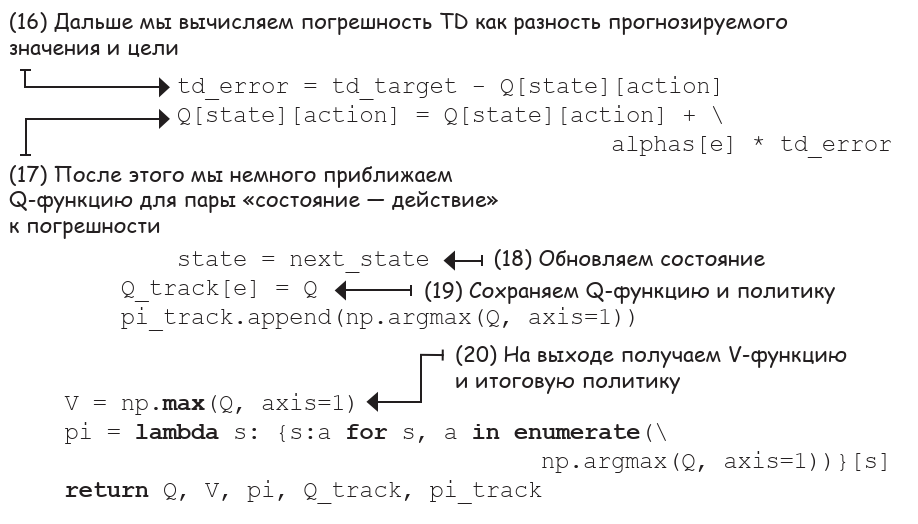 (16) Дальше мы вычисляем погрешность TD как разность прогнозируемого
значения и цели
td_error = td_target - Q[state][action]
Q[state][action] = Q[state][action] + \
alphas[e] * td_error
(17) После этого мы немного приближаем
Q-функцию для пары «состояние — действие»
к погрешности
state = next_state (18) Обновляем состояние
Q_track[e] = Q (19) Сохраняем Q-функцию и политику
pi_track.append(np.argmax(Q, axis=1))
(20) На выходе получаем V-функцию
и итоговую политику
V = np.max(Q, axis=1)
pi = lambda s: {s:a for s, a in enumerate(\
np.argmax(Q, axis=1))}[s]
return Q, V, pi, Q_track, pi_track